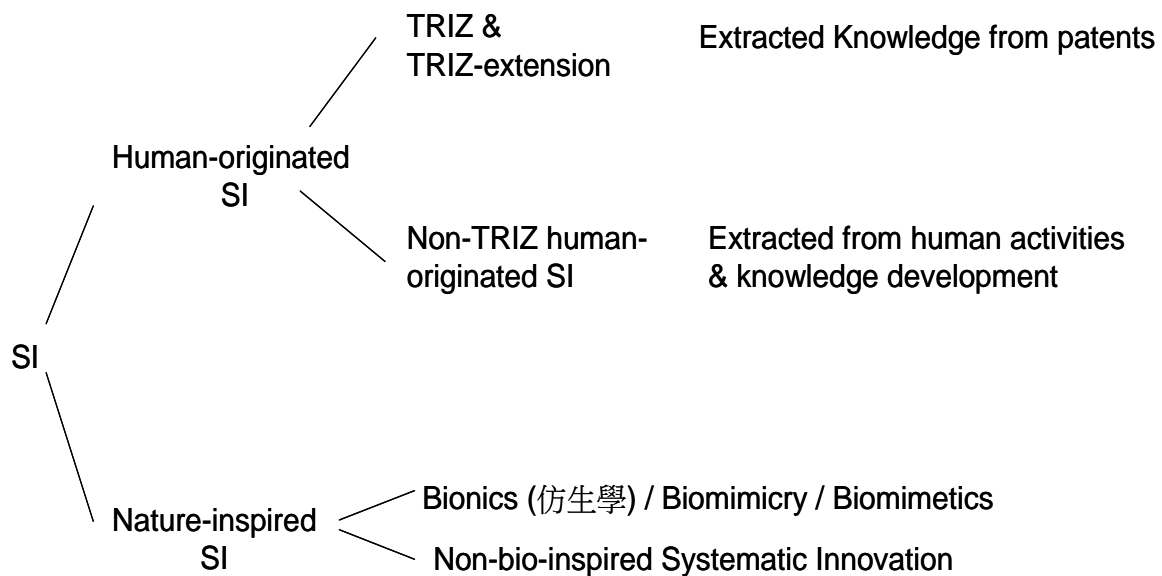 TRIZ &
TRIZ-extension
Extracted Knowledge from patents
Human-originated
SI
Non-TRIZ human-
originated SI
Extracted from human activities
& knowledge development
SI
Bionics (仿生學) / Biomimicry / Biomimetics
Nature-inspired
SI
Non-bio-inspired Systematic Innovation